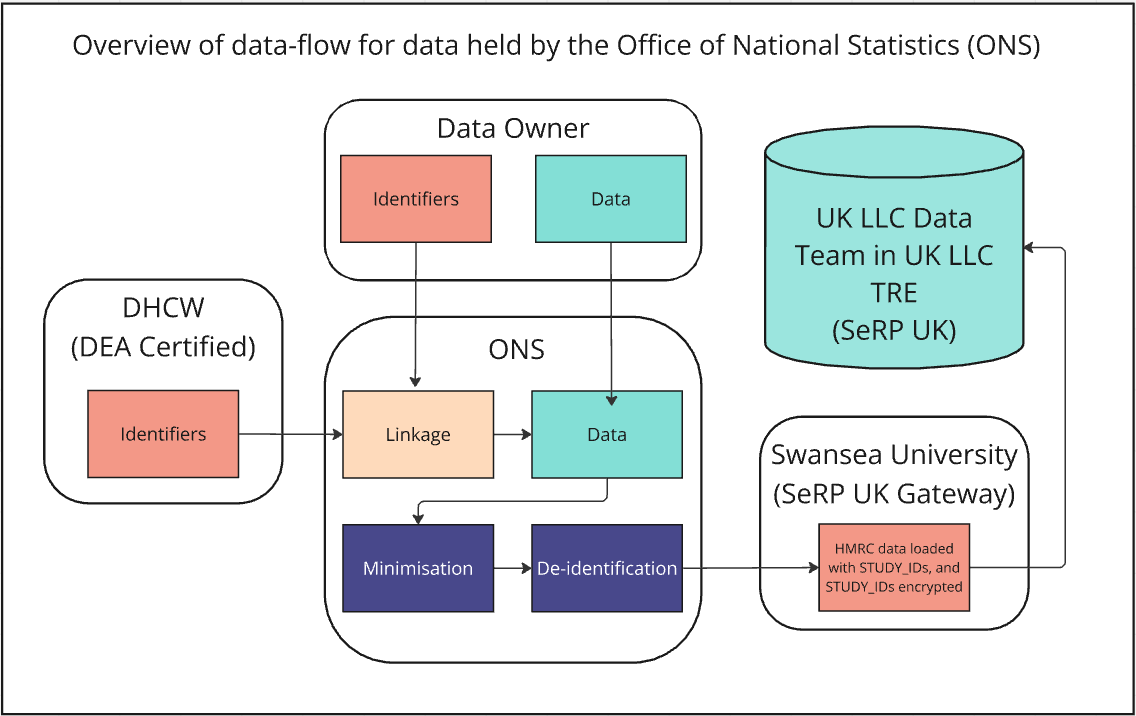 Overview of data-flow for data held by the Office of National Statistics (ONS)
Data Owner
Identifiers
Data
UK LLC Data
Team in UK LLC
TRE
(SeRP UK)
DHCW
(DEA Certified)
Identifiers
ONS
Linkage
Data
Minimisation
De-identification
Swansea University
(SeRP UK Gateway)
HMRC data loaded
with STUDY_IDs, and
STUDY_IDs encrypted